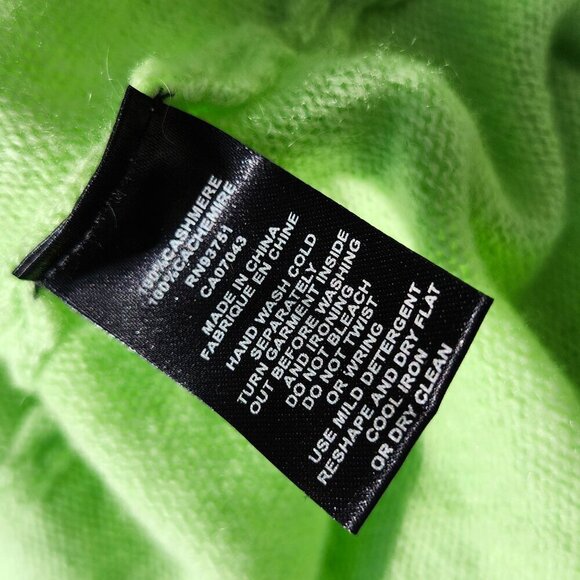 100%CASHMERE
100%CACHEMIRE
RN93751
CA07043
MADE IN CHINA
FABRIQUE EN CHINE
HAND WASH COLD
SEPARATELY
TURN GARMENT INSIDE
OUT BEFORE WASHING
AND IRONING
DO NOT BLEACH
DO NOT TWIST
OR WRING
USE MILD DETERGENT
RESHAPE AND DRY FLAT
COOL IRON
OR DRY CLEAN